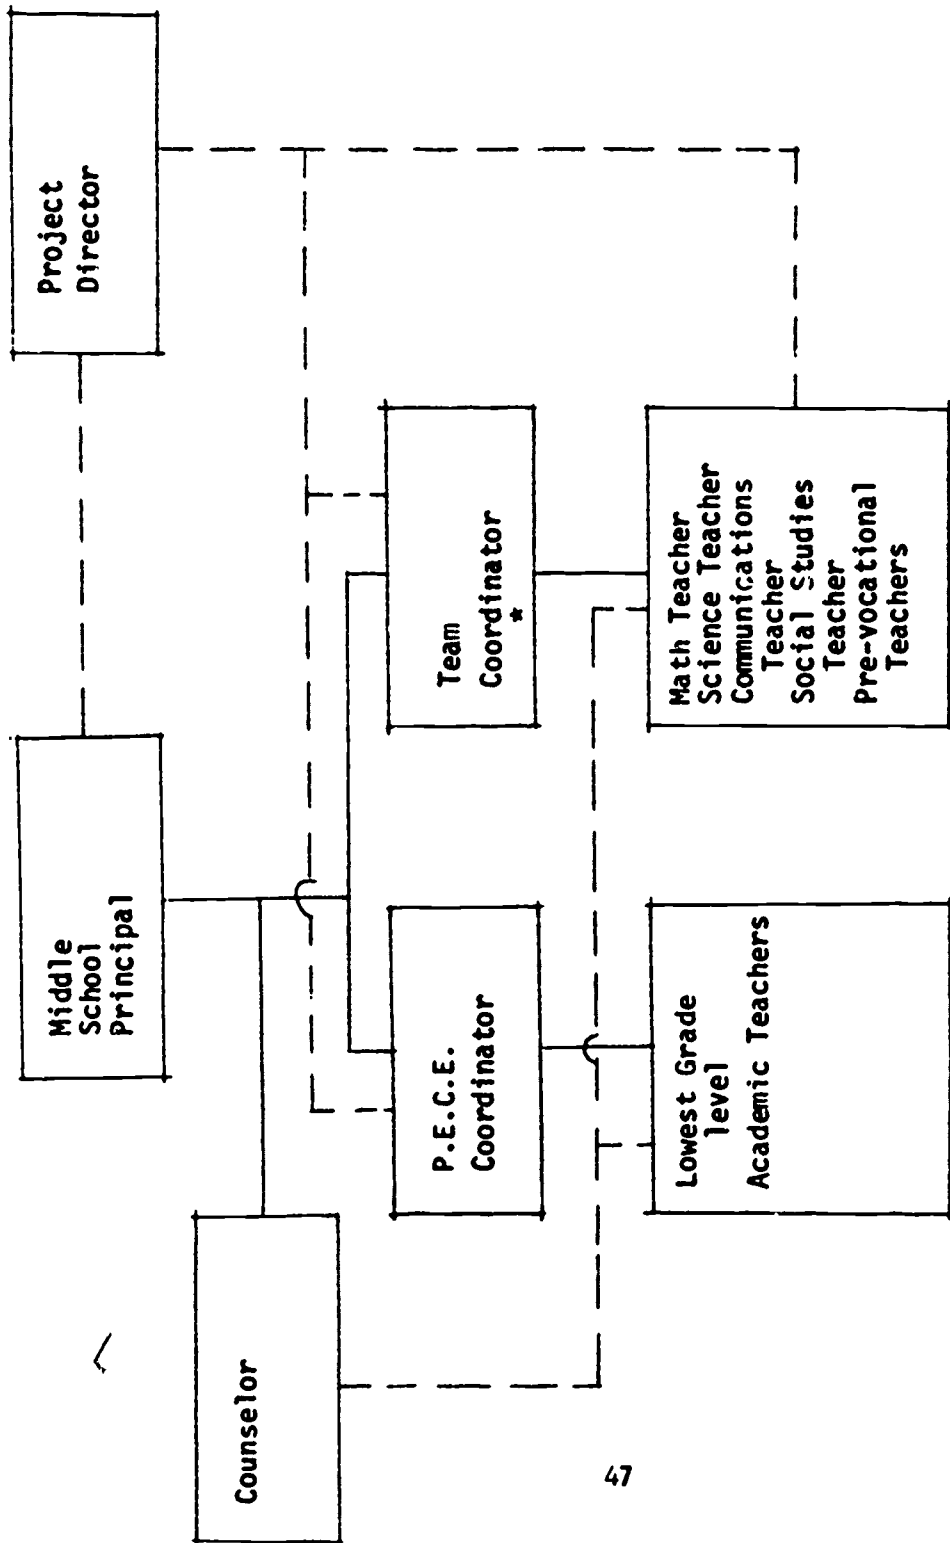 Project
Director
Middle
School
Principal
Counselor
P.E.C.E.
Coordinator
Team
Coordinator
*
Lowest Grade
level
Academic Teachers
Math Teacher
Science Teacher
Communications
Teacher
Social Studies
Teacher
Pre-vocational
Teachers
47